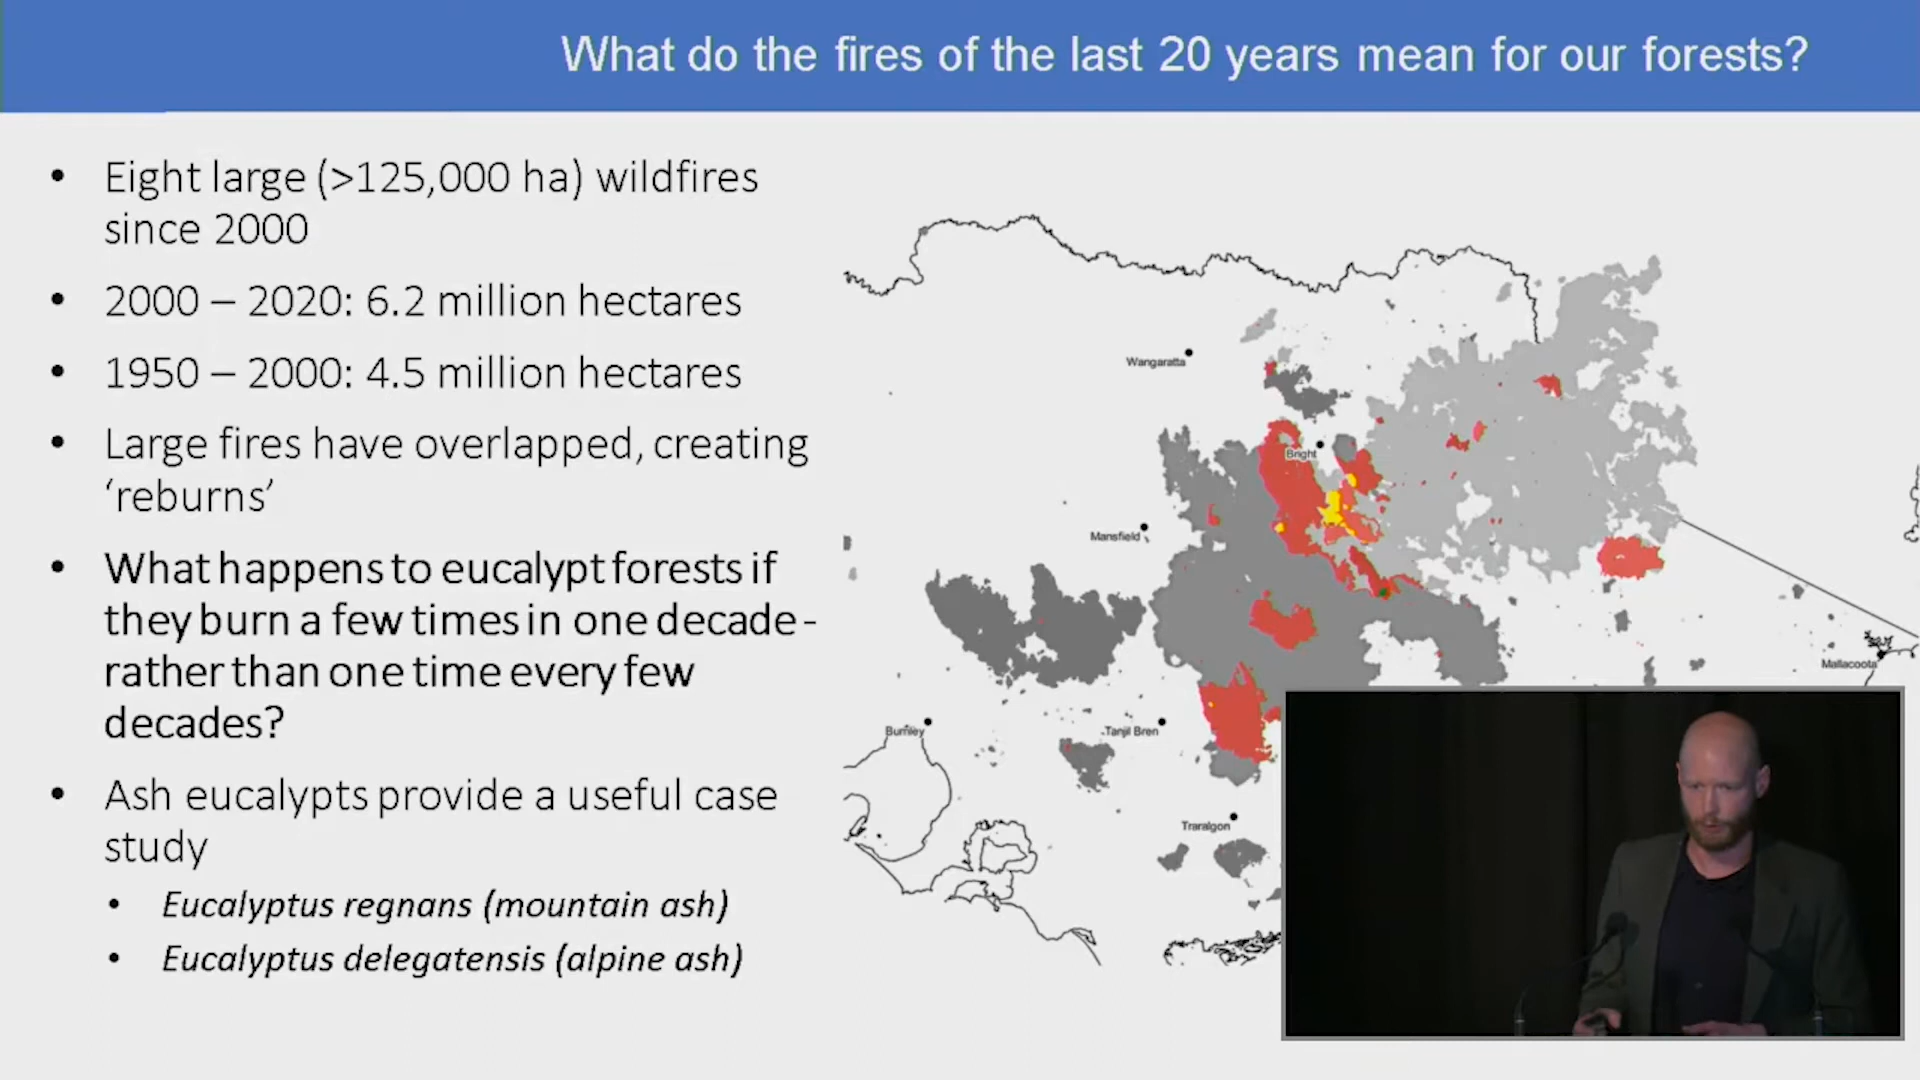 What do the fires of the last 20 years mean for our forests?
• Eight large (>125,000 ha) wildfires
since 2000
• 2000 – 2020: 6.2 million hectares
• 1950 – 2000: 4.5 million hectares
• Large fires have overlapped, creating
‘reburns’
• What happens to eucalypt forests if
they burn a few times in one decade -
rather than one time every few
decades?
• Ash eucalypts provide a useful case
study
• Eucalyptus regnans (mountain ash)
• Eucalyptus delegatensis (alpine ash)
Wangaratta
Bright
Mansfield
Mallacoota
Burnley
Tanjil Bren
Traralgon